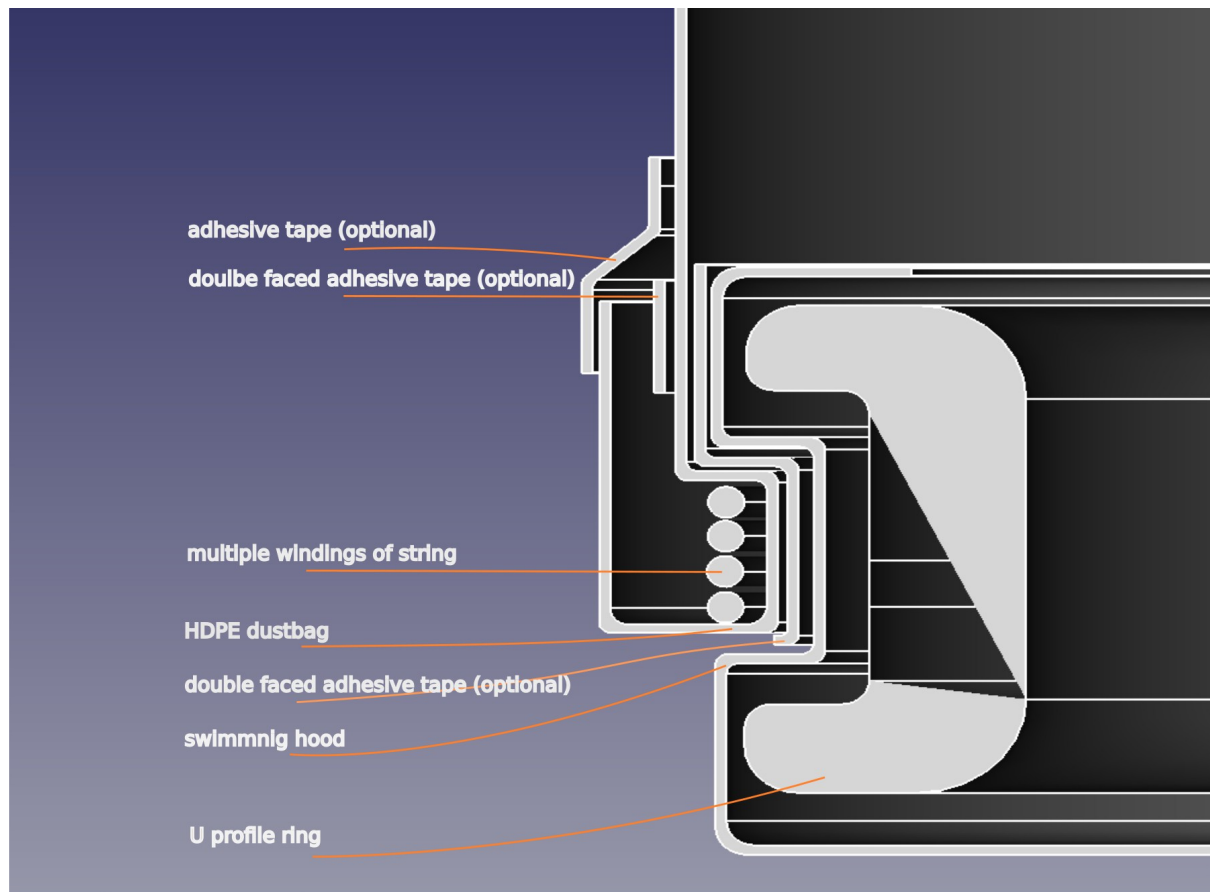 adhesive tape (optional)
doulbe faced adhesive tape (optional)
multiple windings of string
HDPE dustbag
double faced adhesive tape (optional)
swimmnig hood
U profile ring